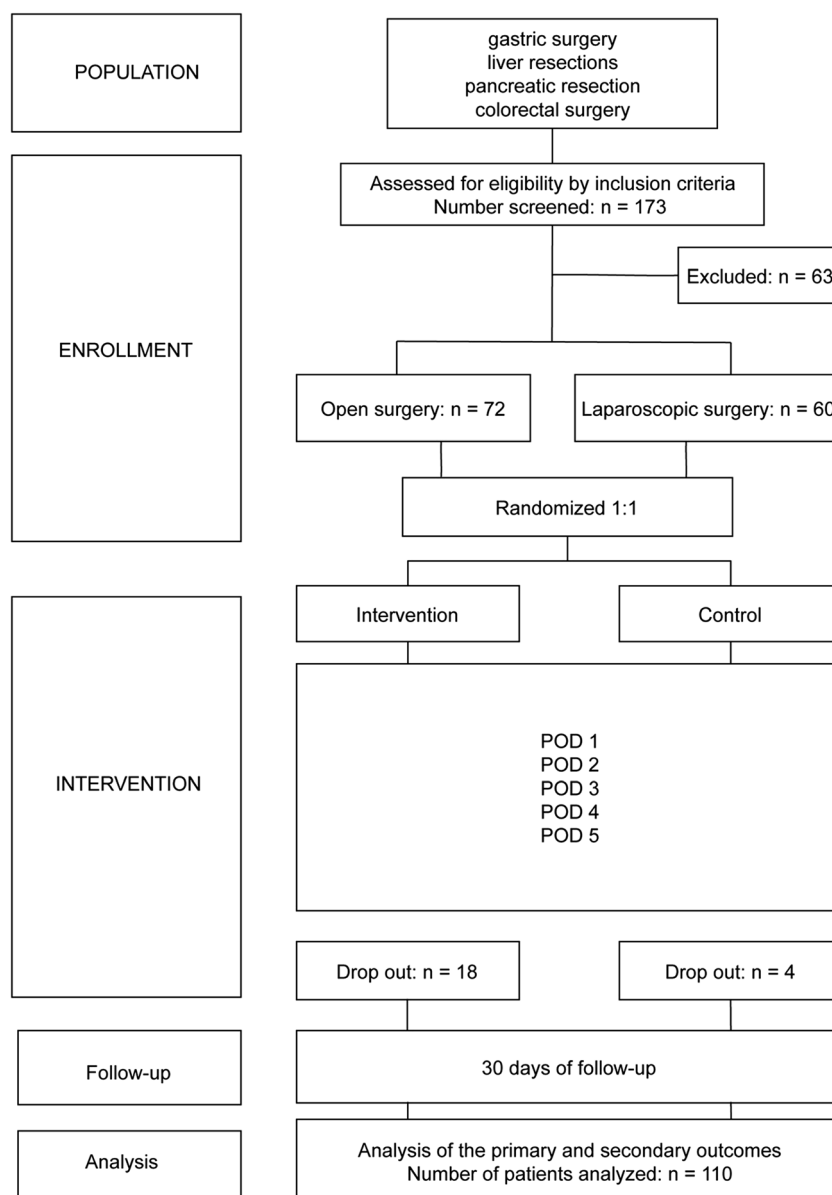 POPULATION
gastric surgery
liver resections
pancreatic resection
colorectal surgery
ENROLLMENT
Assessed for eligibility by inclusion criteria
Number screened: n = 173
Excluded: n = 63
Open surgery: n = 72
Laparoscopic surgery: n = 60
Randomized 1:1
INTERVENTION
Intervention
Control
POD 1
POD 2
POD 3
POD 4
POD 5
Drop out: n = 18
Drop out: n = 4
Follow-up
30 days of follow-up
Analysis
Analysis of the primary and secondary outcomes
Number of patients analyzed: n = 110